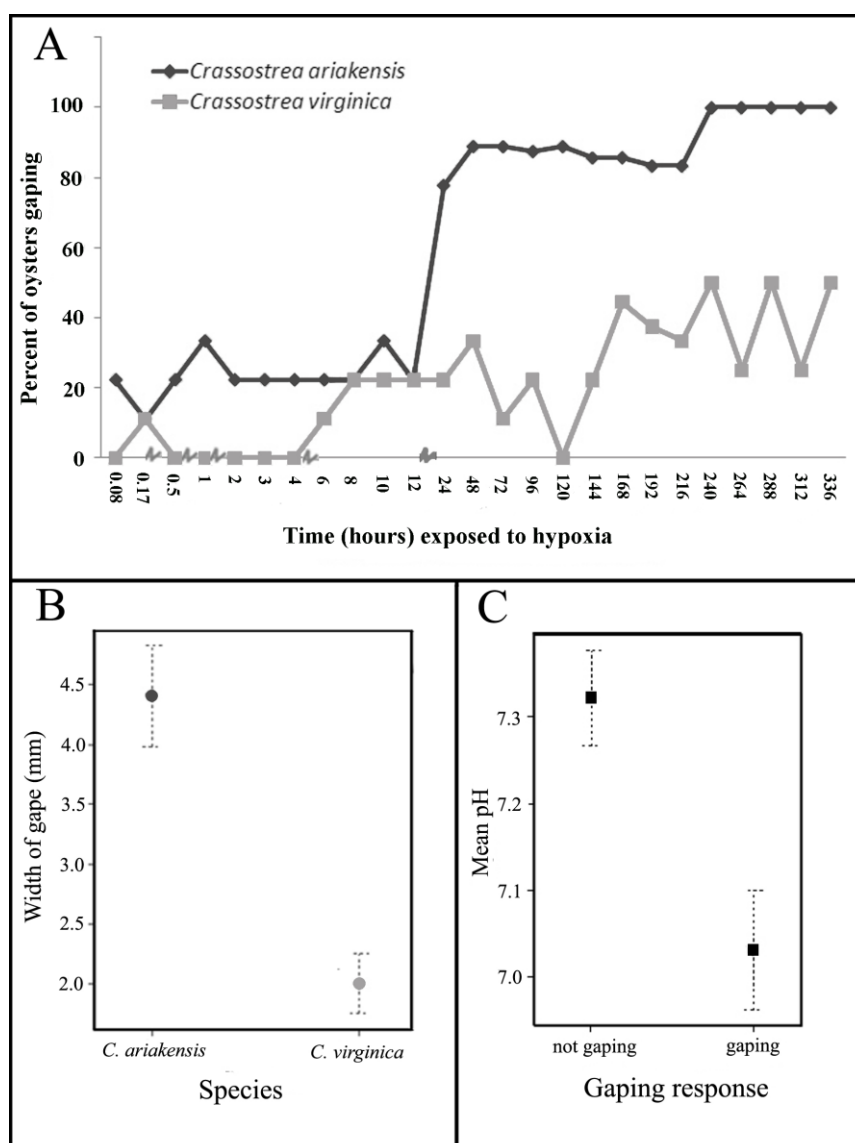 A
Crassostrea ariakensis
Crassostrea virginica
Percent of oysters gaping
100
80
60
40
20
0
0.08 0.17 0.5 1 2 3 4 6 8 10 12 24 48 72 96 120 144 168 192 216 240 264 288 312 336
Time (hours) exposed to hypoxia
B
Width of gape (mm)
4.5
4.0
3.5
3.0
2.5
2.0
C. ariakensis C. virginica
Species
C
Mean pH
7.3
7.2
7.1
7.0
not gaping gaping
Gaping response